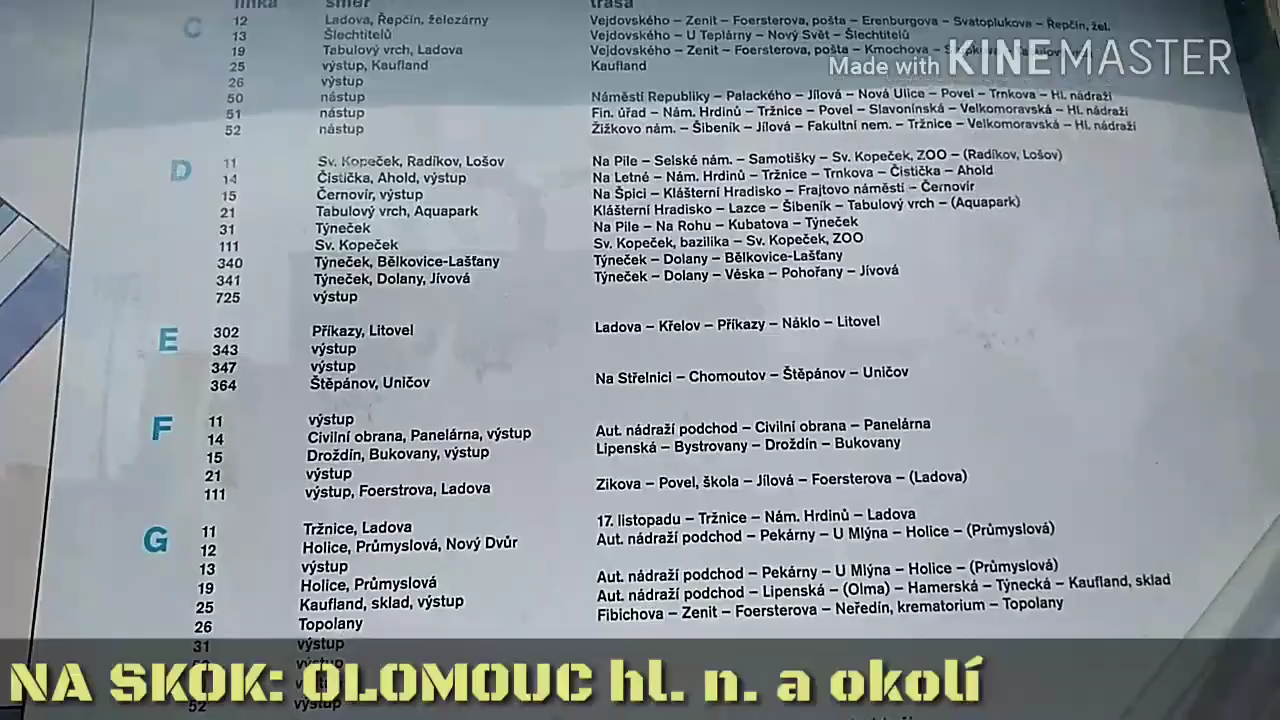 linka směr trasa
C 12 Ladova, Řepčín, železárny Vejdovského – Zenit – Foersterova, pošta – Erenburgova – Svatoplukova – Řepčín, žel.
13 Šlechtitelů Vejdovského – U Teplárny – Nový Svět – Šlechtitelů
19 Tabulový vrch, Ladova Vejdovského – Zenit – Foersterova, pošta – Kmochova –
25 výstup, Kaufland Kaufland
26 výstup
50 nástup Náměstí Republiky – Palackého – Jílová – Nová Ulice – Povel – Trnkova – Hl. nádraží
51 nástup Fin. úřad – Nám. Hrdinů – Tržnice – Povel – Slavonínská – Velkomoravská – Hl. nádraží
52 nástup Žižkovo nám. – Šibeník – Jílová – Fakultní nem. – Tržnice – Velkomoravská – Hl. nádraží
Made with KINEMASTER
D 11 Sv. Kopeček, Radíkov, Lošov Na Pile – Selské nám. – Samotišky – Sv. Kopeček, ZOO – (Radíkov, Lošov)
14 Čistička, Ahold, výstup Na Letné – Nám. Hrdinů – Tržnice – Trnkova – Čistička – Ahold
15 Černovír, výstup Na Špici – Klášterní Hradisko – Frajtovo náměstí – Černovír
21 Tabulový vrch, Aquapark Klášterní Hradisko – Lazce – Šibeník – Tabulový vrch – (Aquapark)
31 Týneček Na Pile – Na Rohu – Kubatova – Týneček
111 Sv. Kopeček Sv. Kopeček, bazilika – Sv. Kopeček, ZOO
340 Týneček, Bělkovice-Lašťany Týneček – Dolany – Bělkovice-Lašťany
341 Týneček, Dolany, Jívová Týneček – Dolany – Véska – Pohořany – Jívová
725 výstup
E 302 Příkazy, Litovel Ladova – Křelov – Příkazy – Náklo – Litovel
343 výstup
347 výstup
364 Štěpánov, Uničov Na Střelnici – Chomoutov – Štěpánov – Uničov
F 11 výstup
14 Civilní obrana, Panelárna, výstup Aut. nádraží podchod – Civilní obrana – Panelárna
15 Droždín, Bukovany, výstup Lipenská – Bystrovany – Droždín – Bukovany
21 výstup
111 výstup, Foerstrova, Ladova Zikova – Povel, škola – Jílová – Foersterova – (Ladova)
G 11 Tržnice, Ladova 17. listopadu – Tržnice – Nám. Hrdinů – Ladova
12 Holice, Průmyslová, Nový Dvůr Aut. nádraží podchod – Pekárny – U Mlýna – Holice – (Průmyslová)
13 výstup
19 Holice, Průmyslová Aut. nádraží podchod – Pekárny – U Mlýna – Holice – (Průmyslová)
25 Kaufland, sklad, výstup Aut. nádraží podchod – Lipenská – (Olma) – Hamerská – Týnecká – Kaufland, sklad
26 Topolany Fibichova – Zenit – Foersterova – Neředín, krematorium – Topolany
31 výstup
výstup
52 výstup
NA SKOK: OLOMOUC hl. n. a okolí